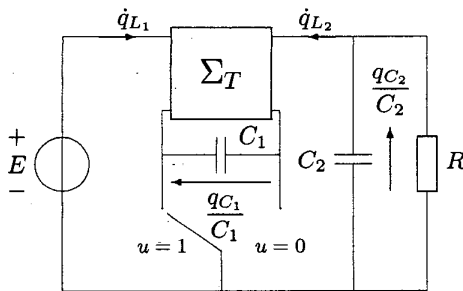 q̇_{L_1}
q̇_{L_2}
Σ_T
+
E
−
C_1
C_2
q_{C_2}
C_2
R
q_{C_1}
C_1
u = 1
u = 0